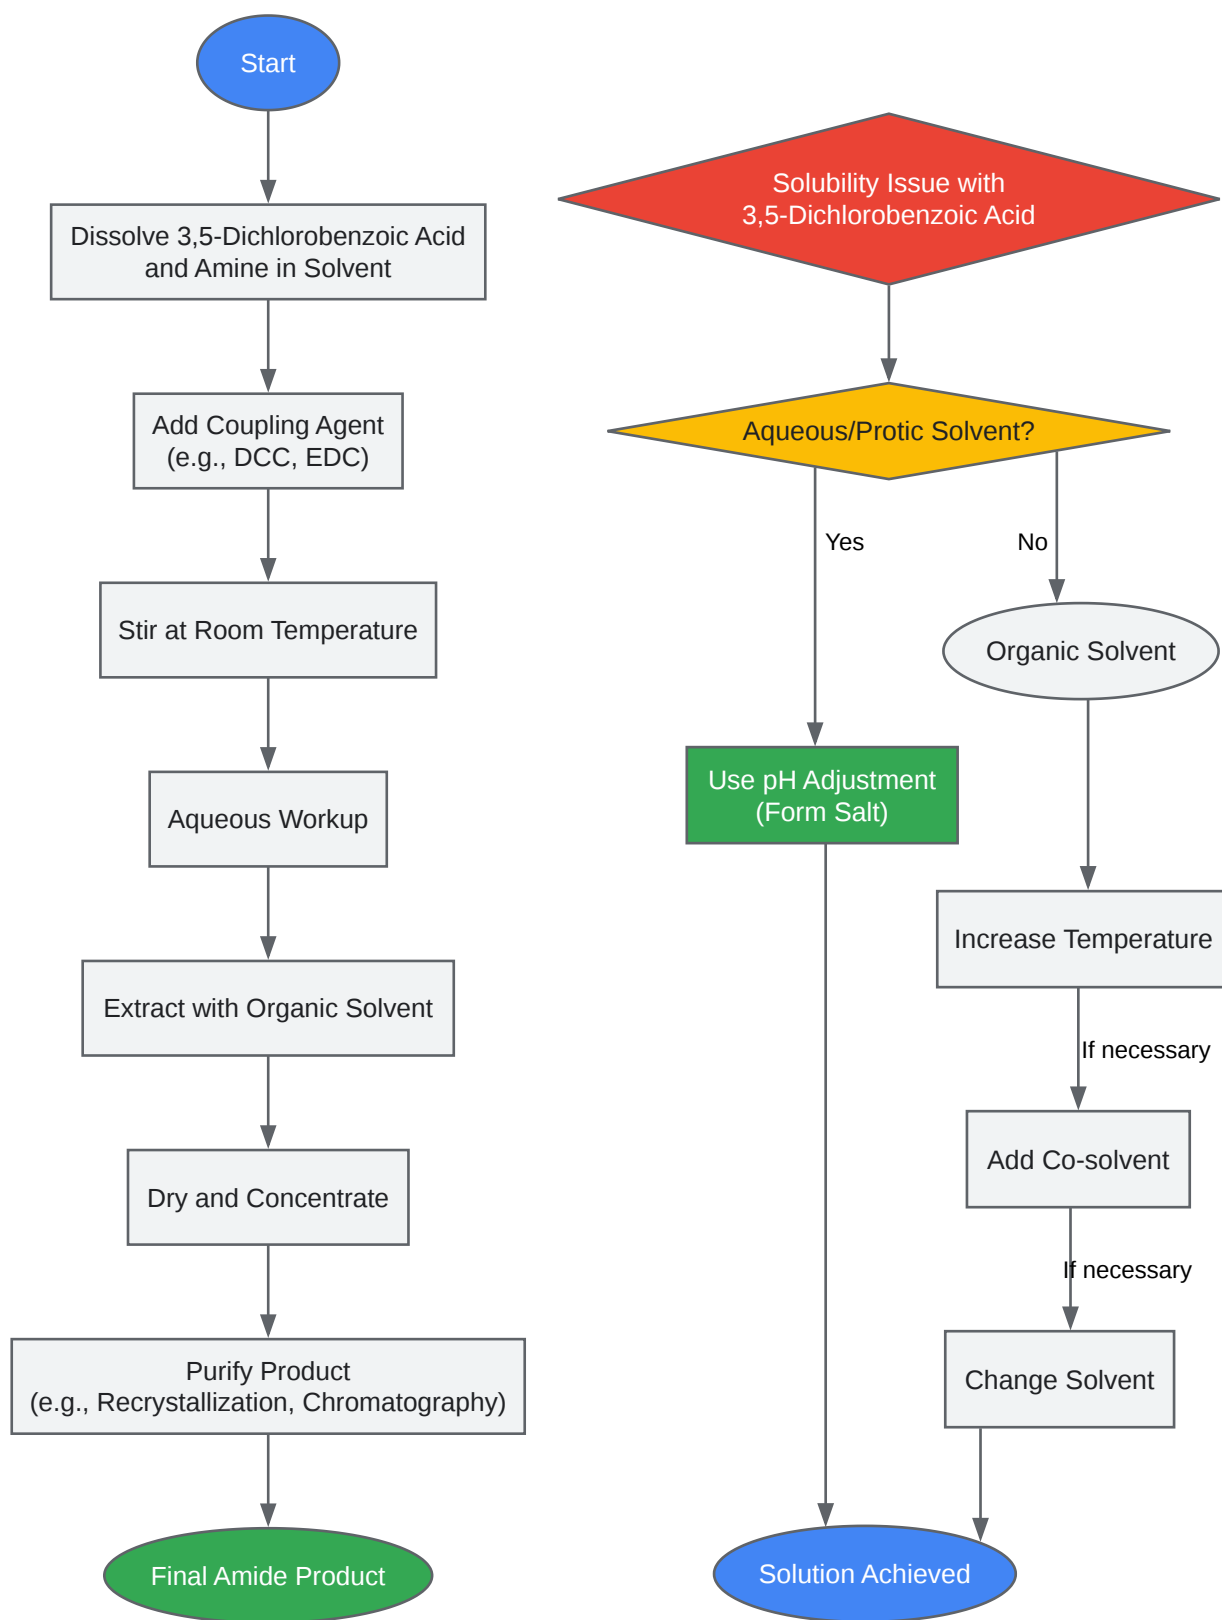 Start
Dissolve 3,5-Dichlorobenzoic Acid
and Amine in Solvent
Add Coupling Agent
(e.g., DCC, EDC)
Stir at Room Temperature
Aqueous Workup
Extract with Organic Solvent
Dry and Concentrate
Purify Product
(e.g., Recrystallization, Chromatography)
Final Amide Product
Solubility Issue with
3,5-Dichlorobenzoic Acid
Aqueous/Protic Solvent?
Yes
No
Organic Solvent
Use pH Adjustment
(Form Salt)
Increase Temperature
If necessary
Add Co-solvent
If necessary
Change Solvent
Solution Achieved